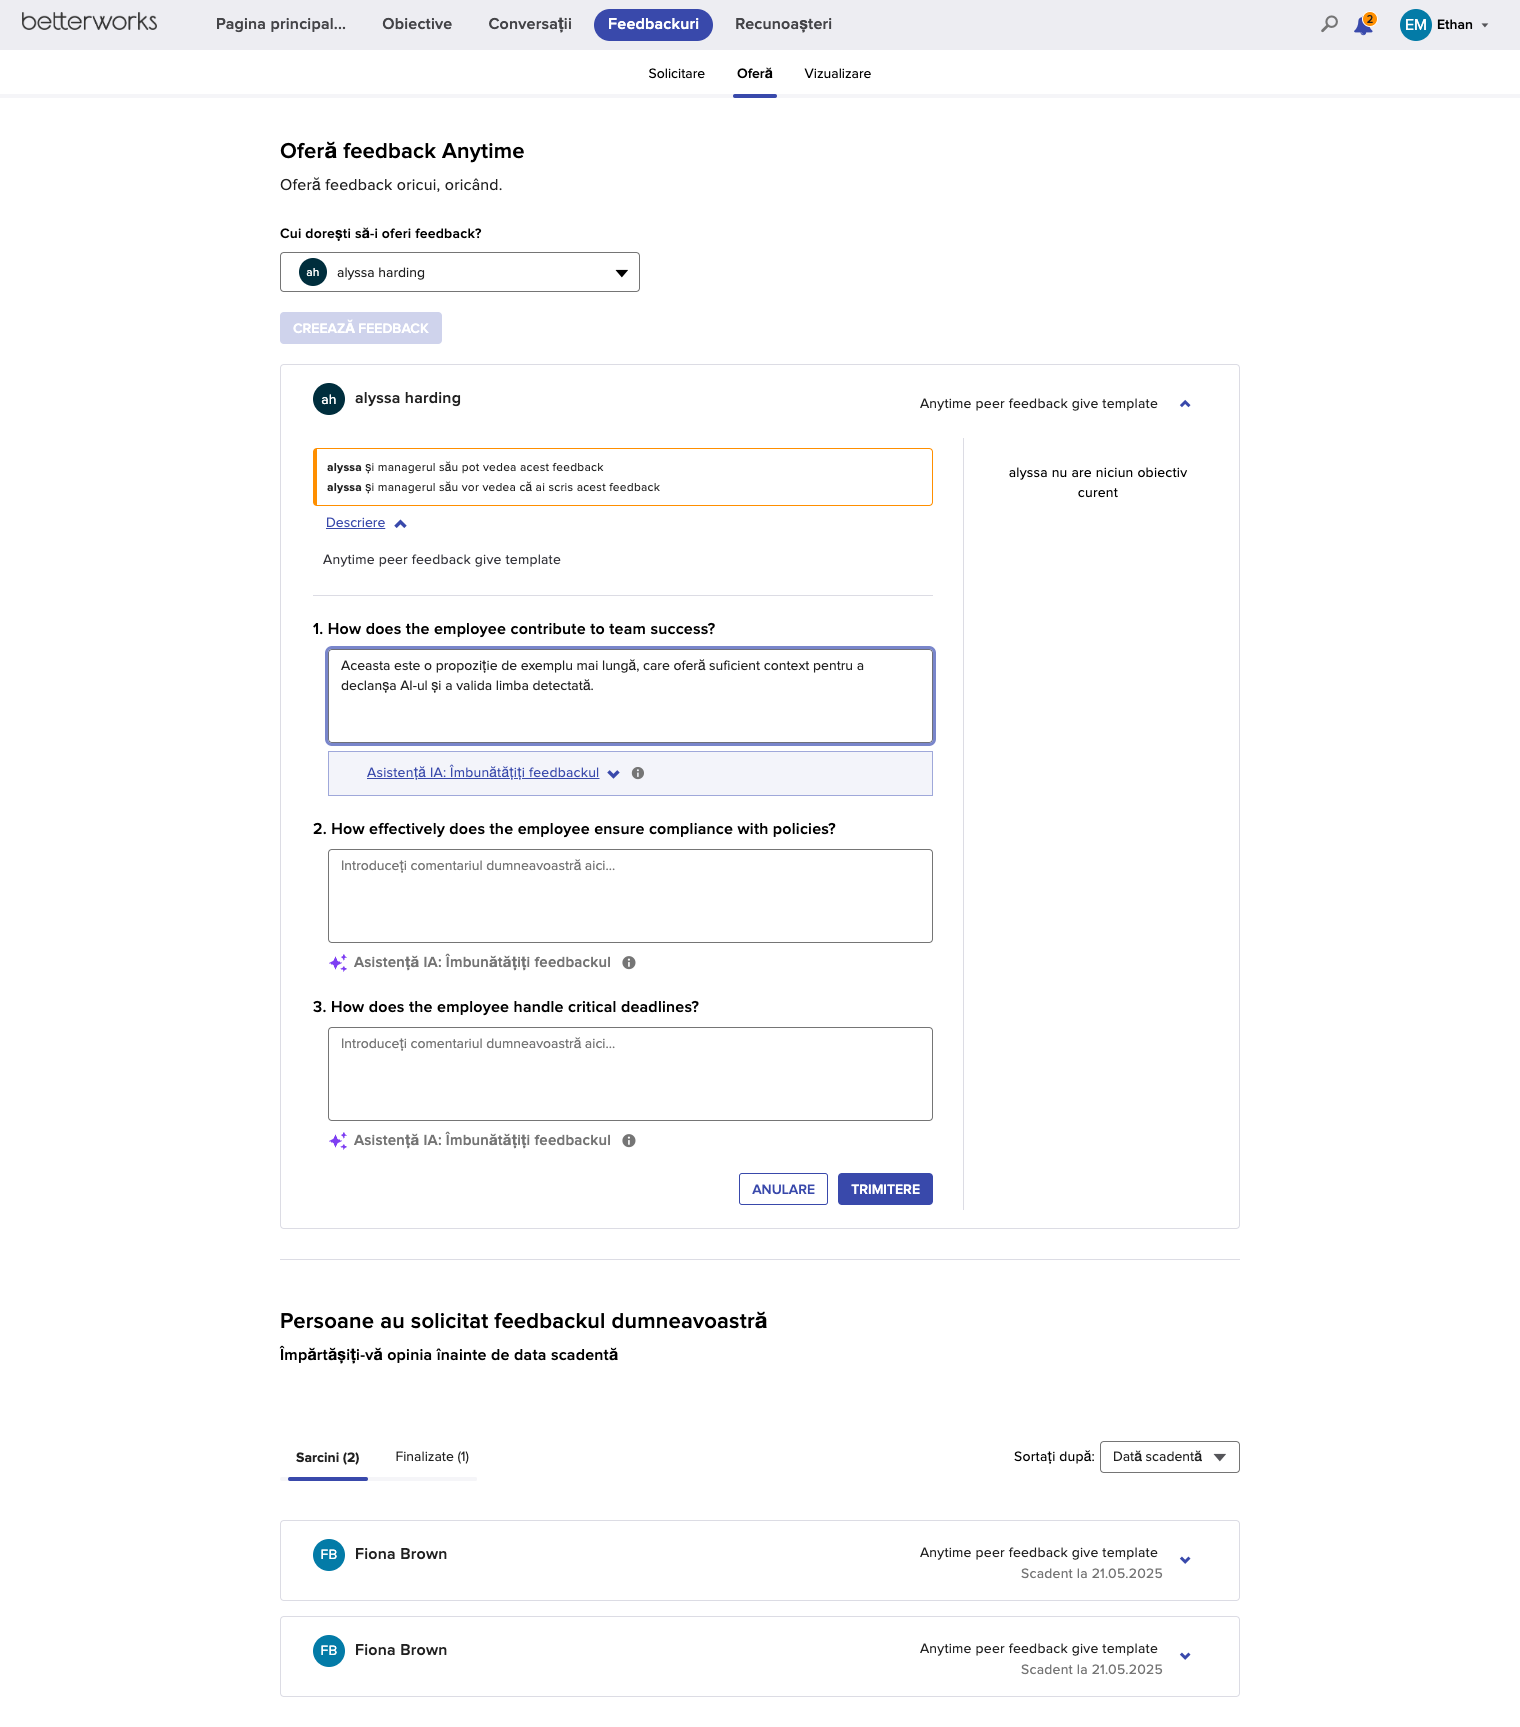 betterworks
Pagina principal... Obiective Conversații Feedbackuri Recunoașteri
2
EM Ethan
Solicitare Oferă Vizualizare
Oferă feedback Anytime
Oferă feedback oricui, oricând.
Cui dorești să-i oferi feedback?
ah alyssa harding
CREEAZĂ FEEDBACK
ah alyssa harding
Anytime peer feedback give template
alyssa și managerul său pot vedea acest feedback
alyssa și managerul său vor vedea că ai scris acest feedback
alyssa nu are niciun obiectiv
curent
Descriere
Anytime peer feedback give template
1. How does the employee contribute to team success?
Aceasta este o propoziție de exemplu mai lungă, care oferă suficient context pentru a
declanșa AI-ul și a valida limba detectată.
Asistență IA: Îmbunătățiți feedbackul
2. How effectively does the employee ensure compliance with policies?
Introduceți comentariul dumneavoastră aici...
Asistență IA: Îmbunătățiți feedbackul
3. How does the employee handle critical deadlines?
Introduceți comentariul dumneavoastră aici...
Asistență IA: Îmbunătățiți feedbackul
ANULARE TRIMITERE
Persoane au solicitat feedbackul dumneavoastră
Împărtășiți-vă opinia înainte de data scadentă
Sarcini (2) Finalizate (1)
Sortați după: Dată scadentă
FB Fiona Brown
Anytime peer feedback give template
Scadent la 21.05.2025
FB Fiona Brown
Anytime peer feedback give template
Scadent la 21.05.2025